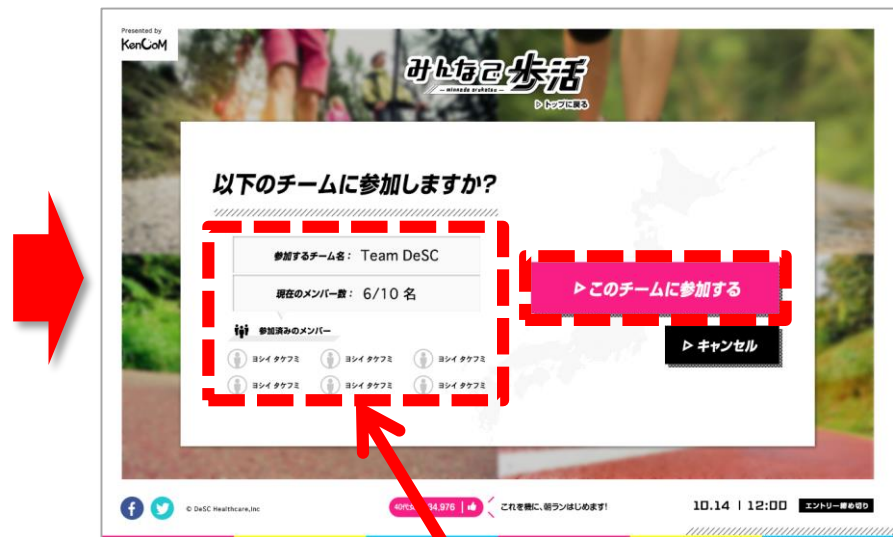 Presented by
KenCoM
みんなで歩活
- minnade arukatsu -
▷ トップに戻る
以下のチームに参加しますか?
参加するチーム名： Team DeSC
現在のメンバー数： 6/10 名
参加済みのメンバー
ヨシイ タケフミ ヨシイ タケフミ ヨシイ タケフミ
ヨシイ タケフミ ヨシイ タケフミ ヨシイ タケフミ
▷ このチームに参加する
▷ キャンセル
© DeSC Healthcare,Inc
40代 34,976
これを機に、朝ランはじめます!
10.14 | 12:00 エントリー締め切り